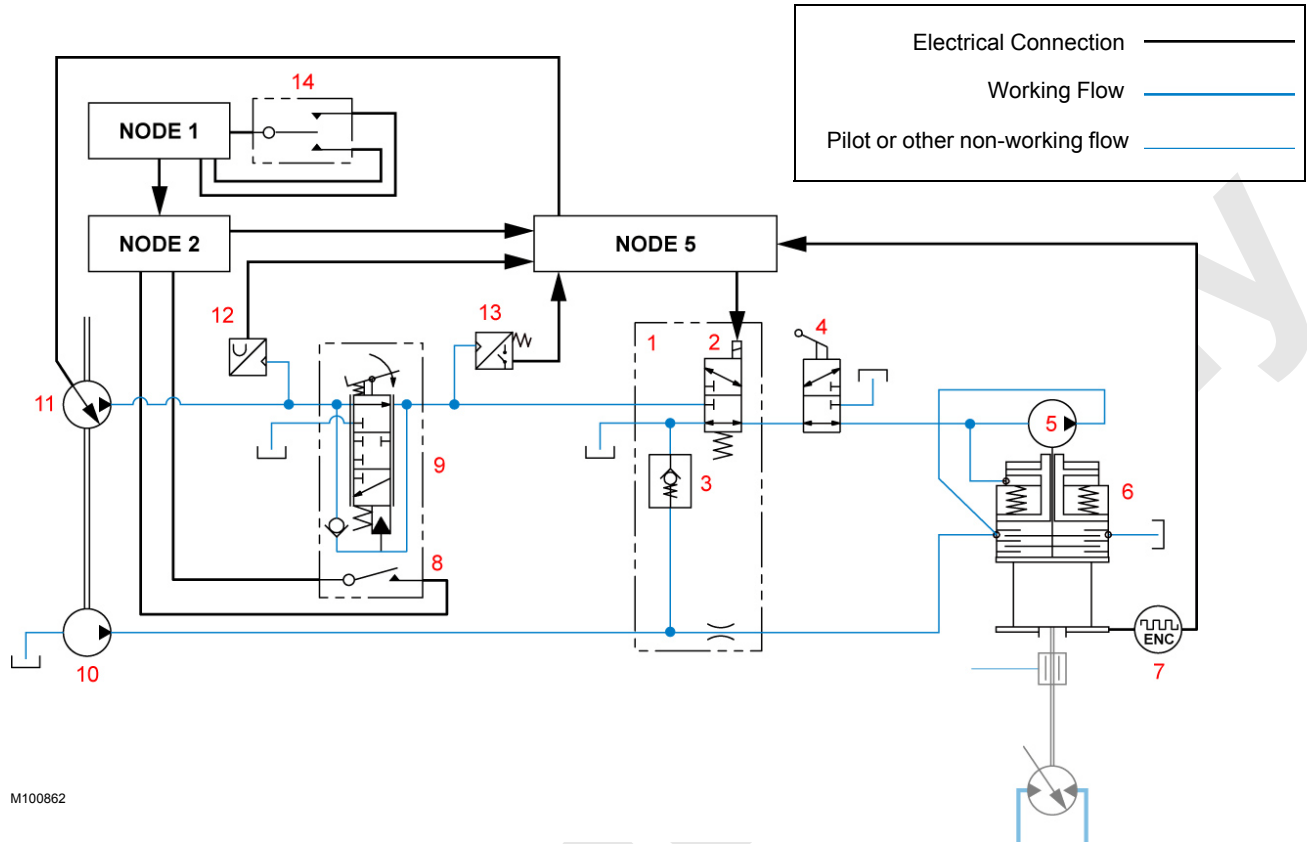 Electrical Connection
Working Flow
Pilot or other non-working flow
14
NODE 1
NODE 2
NODE 5
12
13
1
2
4
11
5
3
9
6
8
ENC
10
7
M100862